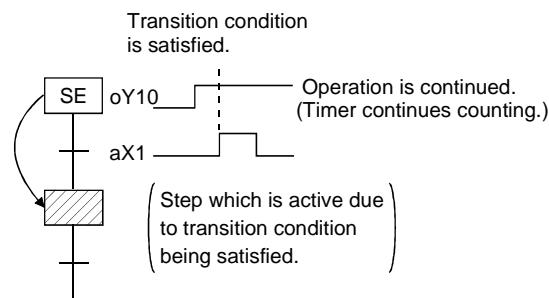 Transition condition
is satisfied.
SE
oY10
Operation is continued.
(Timer continues counting.)
aX1
Step which is active due
to transition condition
being satisfied.